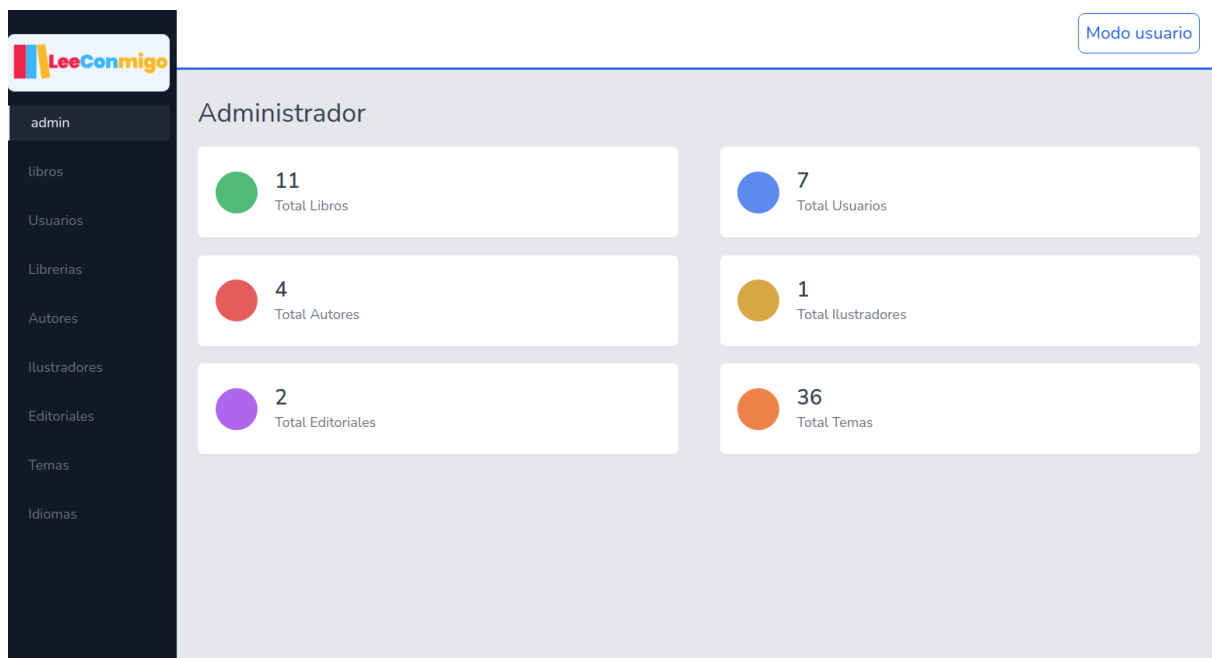 LeeConmigo
Modo usuario
admin
libros
Usuarios
Librerias
Autores
Ilustradores
Editoriales
Temas
Idiomas
Administrador
11
Total Libros
7
Total Usuarios
4
Total Autores
1
Total Ilustradores
2
Total Editoriales
36
Total Temas